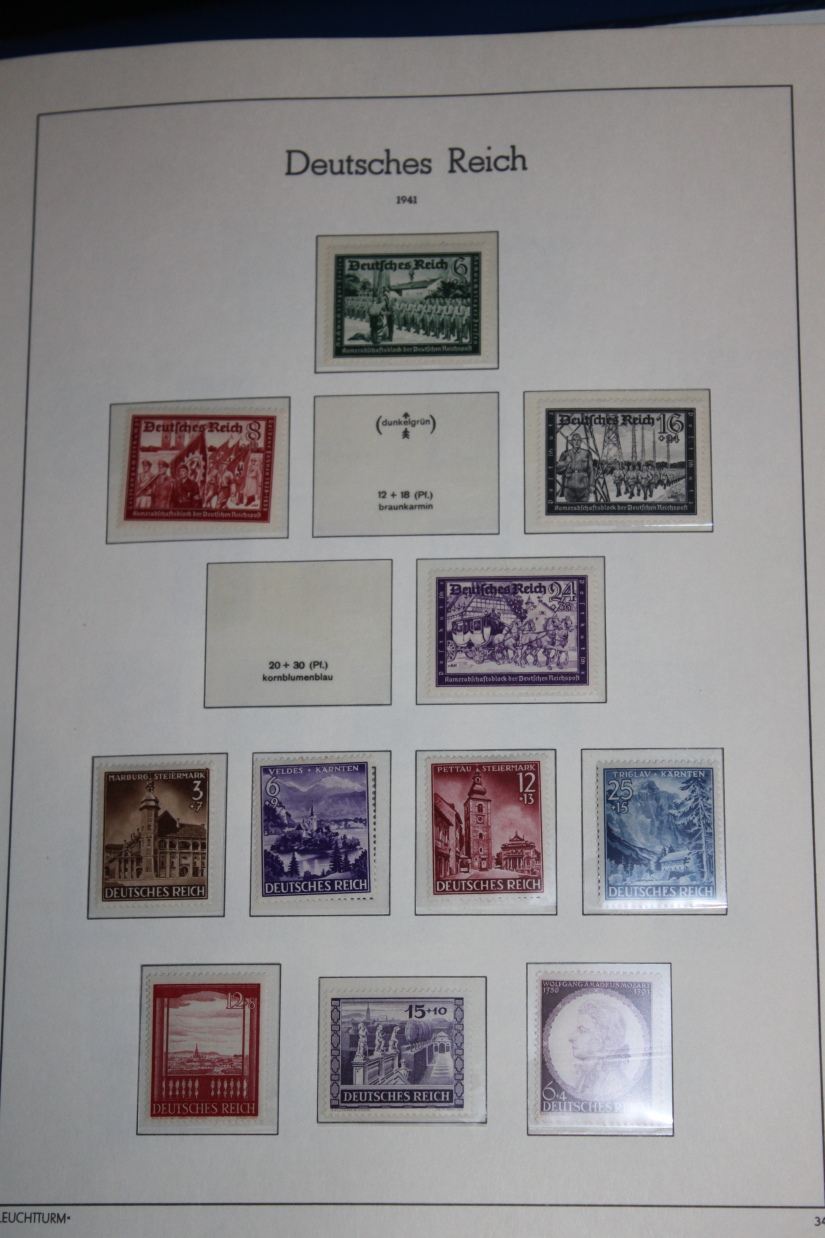 Deutsches Reich
1941
Deutsches Reich 6
Kameradschaftsblock der Deutschen Reichspost
Deutsches Reich 8
Kameradschaftsblock der Deutschen Reichspost
(dunkelgrün)
12 + 18 (Pf.)
braunkarmin
Deutsches Reich 16
+24
Kameradschaftsblock der Deutschen Reichspost
20 + 30 (Pf.)
kornblumenblau
Deutsches Reich 24
Kameradschaftsblock der Deutschen Reichspost
MARBURG STEIERMARK
3
+7
DEUTSCHES REICH
VELDES · KÄRNTEN
6
+9
DEUTSCHES REICH
PETTAU · STEIERMARK
12
+13
DEUTSCHES REICH
TRIGLAV · KÄRNTEN
25
+15
DEUTSCHES REICH
12+8
DEUTSCHES REICH
15+10
DEUTSCHES REICH
WOLFGANG AMADEUS MOZART
1756 1791
6+4
DEUTSCHES REICH
LEUCHTTURM
34